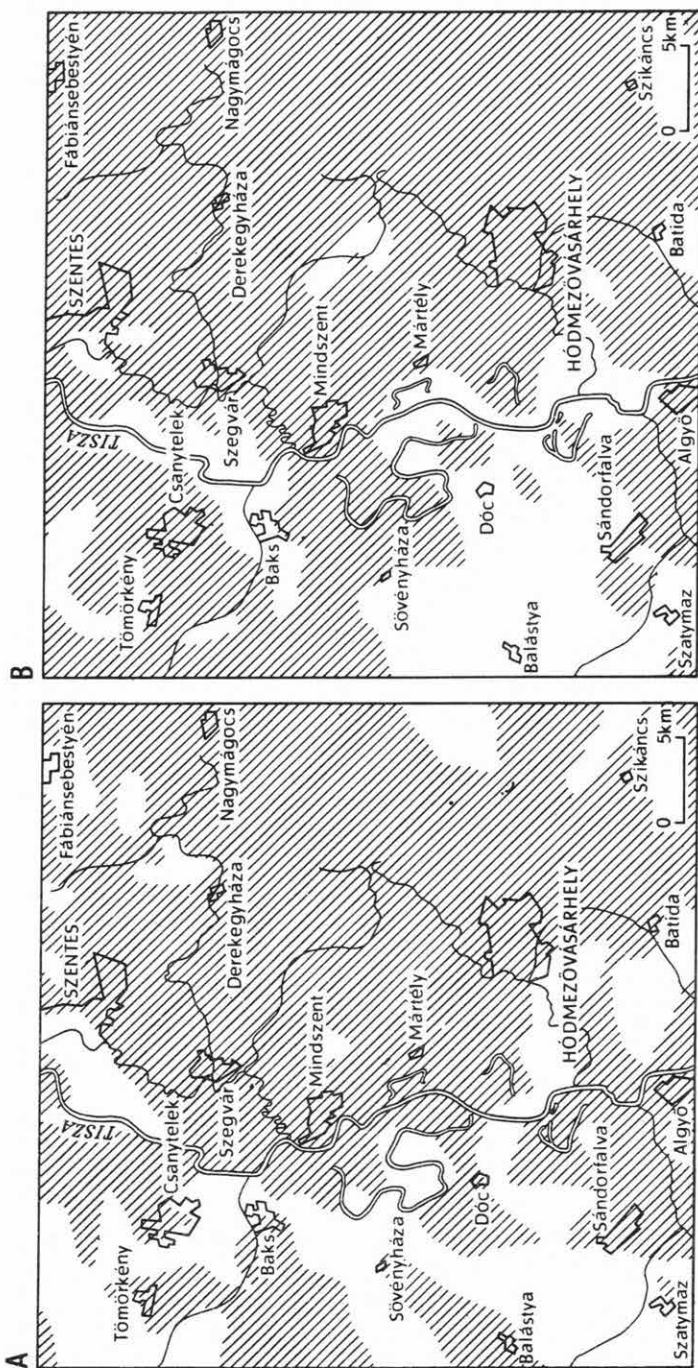 A
Fábiánsebestyén
SZENTES
TISZA
Nagymágocs
Csanytelek
Tömörkény
Derekegyháza
Szegvár
Baks
Mindszent
Mártély
Sövényháza
Dóc
HÓDMEZŐVÁSÁRHELY
Balástya
Sándorfalva
Szikáncs
Batida
Algyő
Szatymaz
0 5km
B
Fábiánsebestyén
SZENTES
TISZA
Nagymágocs
Csanytelek
Tömörkény
Derekegyháza
Szegvár
Baks
Mindszent
Mártély
Sövényháza
Dóc
HÓDMEZŐVÁSÁRHELY
Balástya
Sándorfalva
Szikáncs
Batida
Algyő
Szatymaz
0 5km